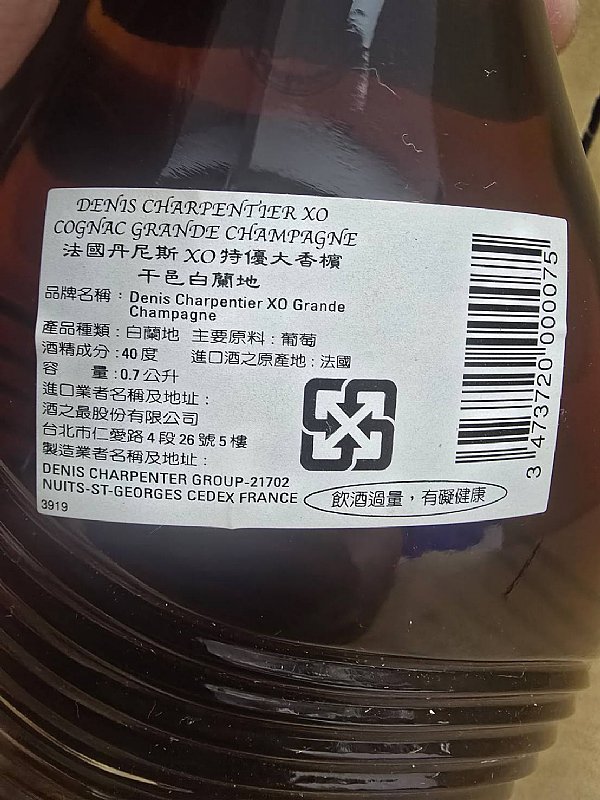 DENIS CHARPENTIER XO
COGNAC GRANDE CHAMPAGNE
法國丹尼斯 XO 特優大香檳
干邑白蘭地
品牌名稱：Denis Charpentier XO Grande
Champagne
產品種類：白蘭地 主要原料：葡萄
酒精成分：40 度 進口酒之原產地：法國
容 量：0.7 公升
進口業者名稱及地址：
酒之最股份有限公司
台北市仁愛路 4 段 26 號 5 樓
製造業者名稱及地址：
DENIS CHARPENTER GROUP-21702
NUITS-ST-GEORGES CEDEX FRANCE
3919
飲酒過量，有礙健康
3 473720 000075